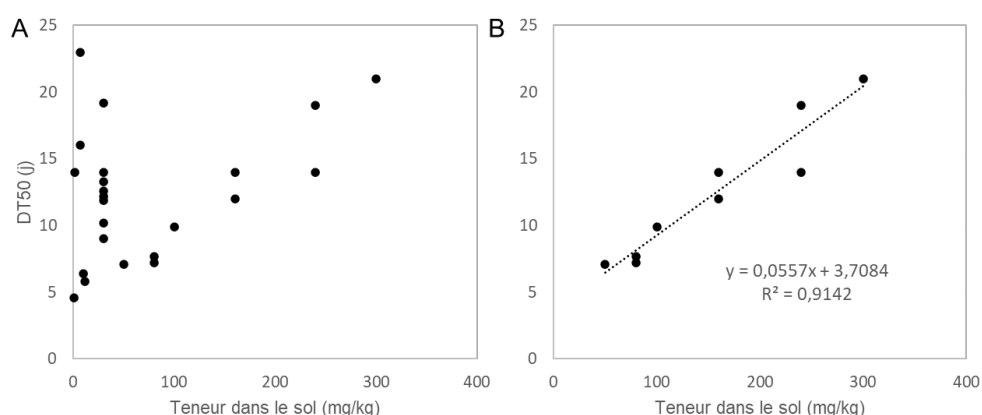 A
25
20
15
10
5
0
DT50 (j)
0 100 200 300 400
Teneur dans le sol (mg/kg)
B
25
20
15
10
5
0
y = 0,0557x + 3,7084
R² = 0,9142
0 100 200 300 400
Teneur dans le sol (mg/kg)